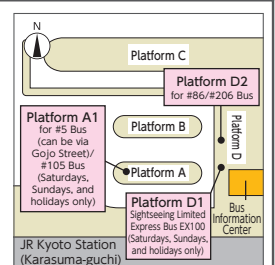 N
Platform C
Platform D2
for #86/#206 Bus
Platform A1
for #5 Bus
(can be via
Gojo Street)/
#105 Bus
(Saturdays,
Sundays, and
holidays only)
Platform B
Platform D
Platform A
Platform D1
Sightseeing Limited
Express Bus EX100
(Saturdays, Sundays,
and holidays only)
Bus
Information
Center
JR Kyoto Station
(Karasuma-guchi)